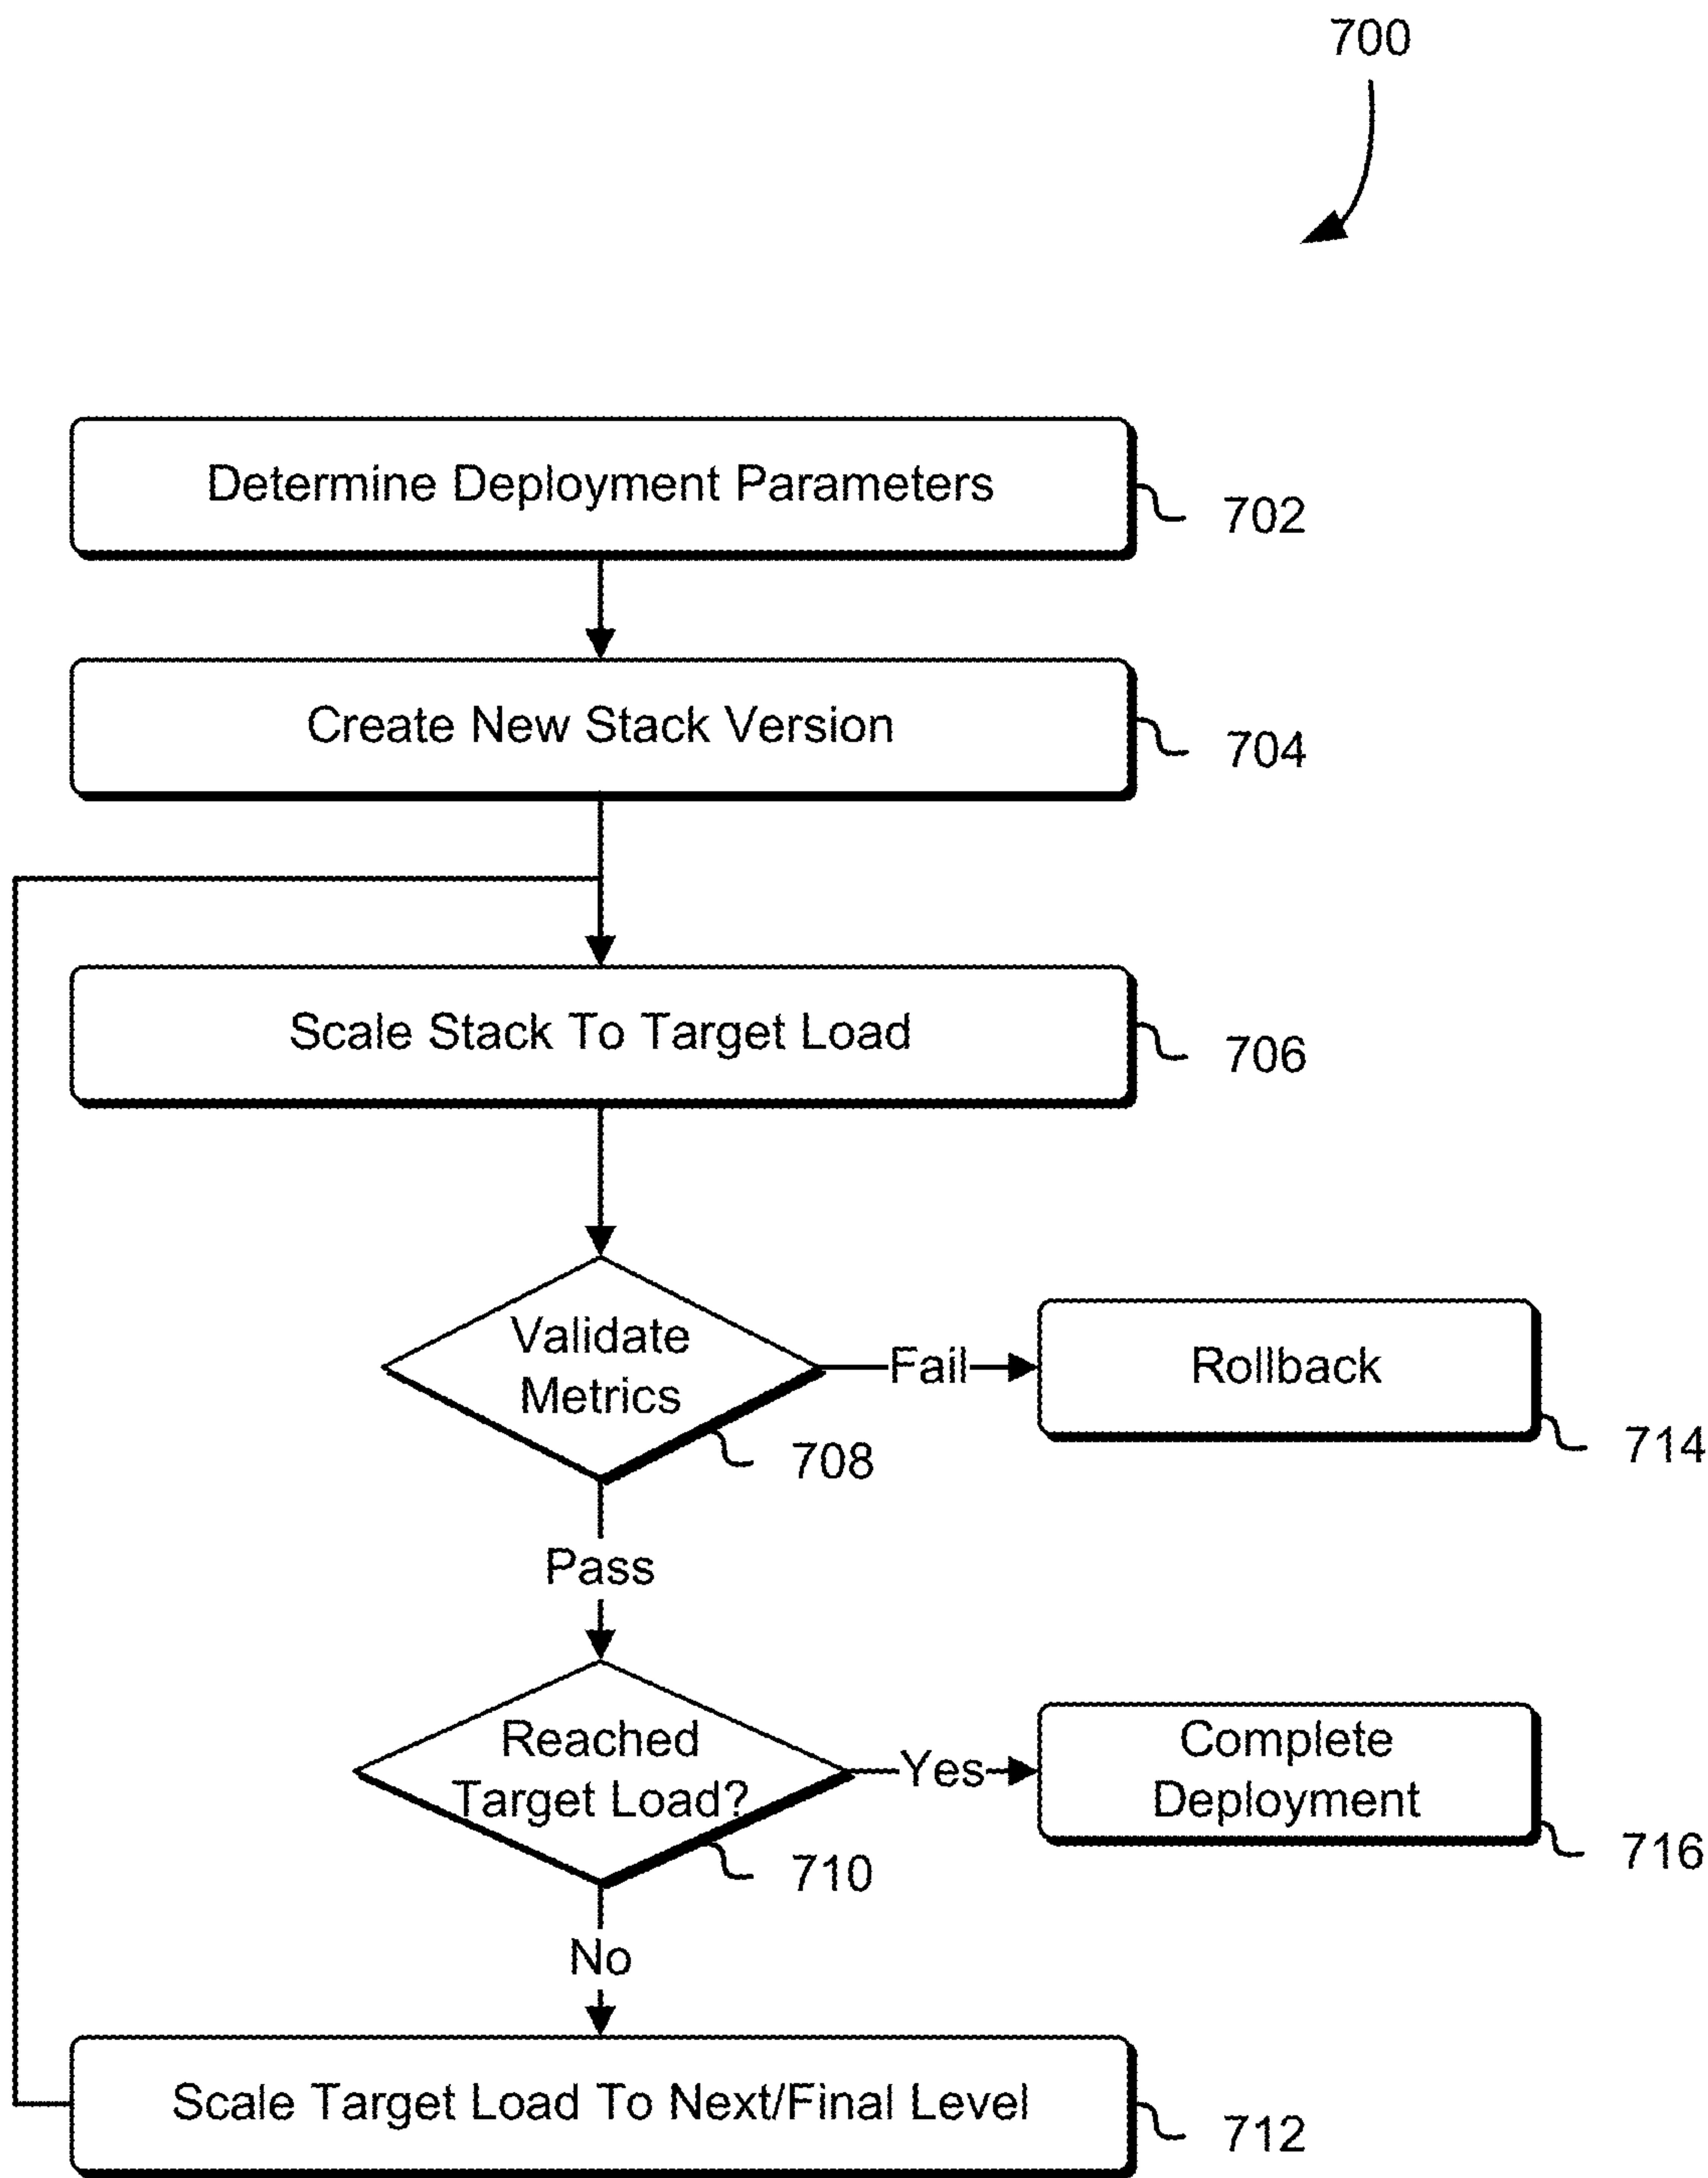 700
Determine Deployment Parameters
702
Create New Stack Version
704
Scale Stack To Target Load
706
Validate
Metrics
708
Fail
Rollback
714
Pass
Reached
Target Load?
710
Yes
Complete
Deployment
716
No
Scale Target Load To Next/Final Level
712